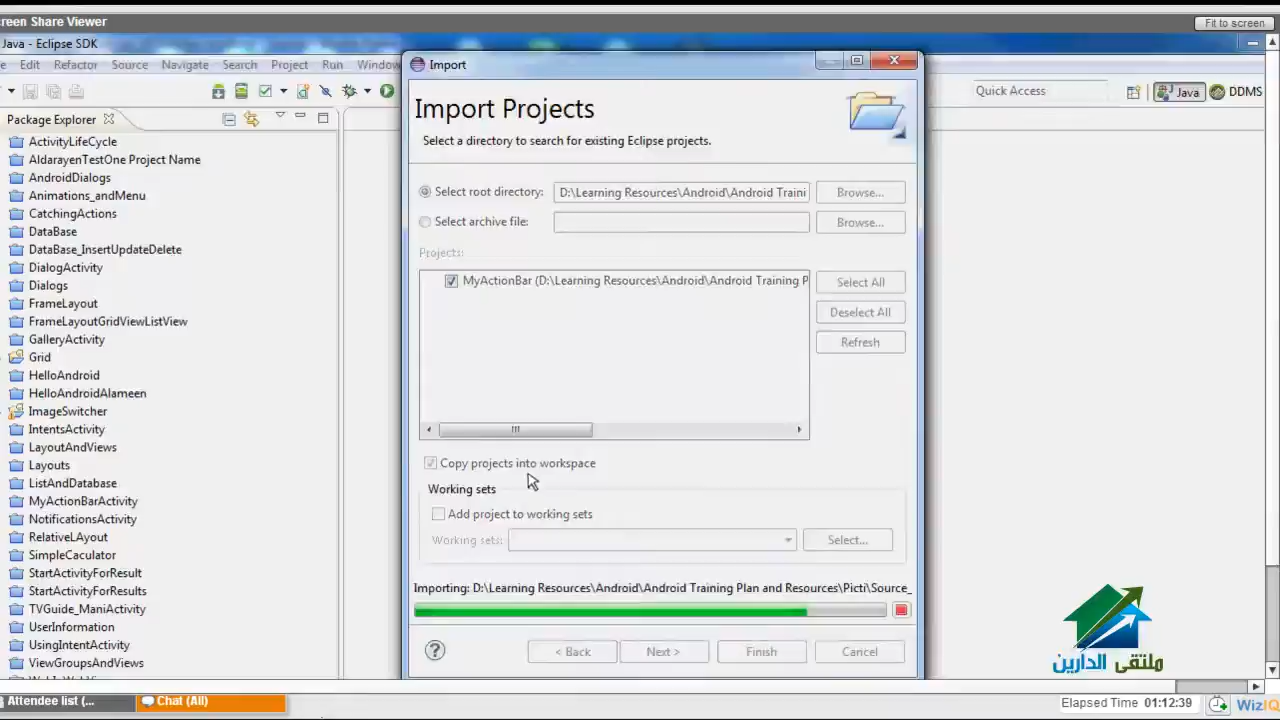 creen Share Viewer
Fit to screen
Java - Eclipse SDK
e Edit Refactor Source Navigate Search Project Run Window
Quick Access
Java
DDMS
Package Explorer
ActivityLifeCycle
AldarayenTestOne Project Name
AndroidDialogs
Animations_andMenu
CatchingActions
DataBase
DataBase_InsertUpdateDelete
DialogActivity
Dialogs
FrameLayout
FrameLayoutGridViewListView
GalleryActivity
Grid
HelloAndroid
HelloAndroidAlameen
ImageSwitcher
IntentsActivity
LayoutAndViews
Layouts
ListAndDatabase
MyActionBarActivity
NotificationsActivity
RelativeLAyout
SimpleCaculator
StartActivityForResult
StartActivityForResults
TVGuide_ManiActivity
UserInformation
UsingIntentActivity
ViewGroupsAndViews
Import
Import Projects
Select a directory to search for existing Eclipse projects.
Select root directory: D:\Learning Resources\Android\Android Traini Browse...
Select archive file: Browse...
Projects:
MyActionBar (D:\Learning Resources\Android\Android Training P
Select All
Deselect All
Refresh
Copy projects into workspace
Working sets
Add project to working sets
Working sets: Select...
Importing: D:\Learning Resources\Android\Android Training Plan and Resources\Picti\Source_
< Back Next > Finish Cancel
ملتقى الدارين
Attendee list (...
Chat (All)
Elapsed Time 01:12:39
WizIQ